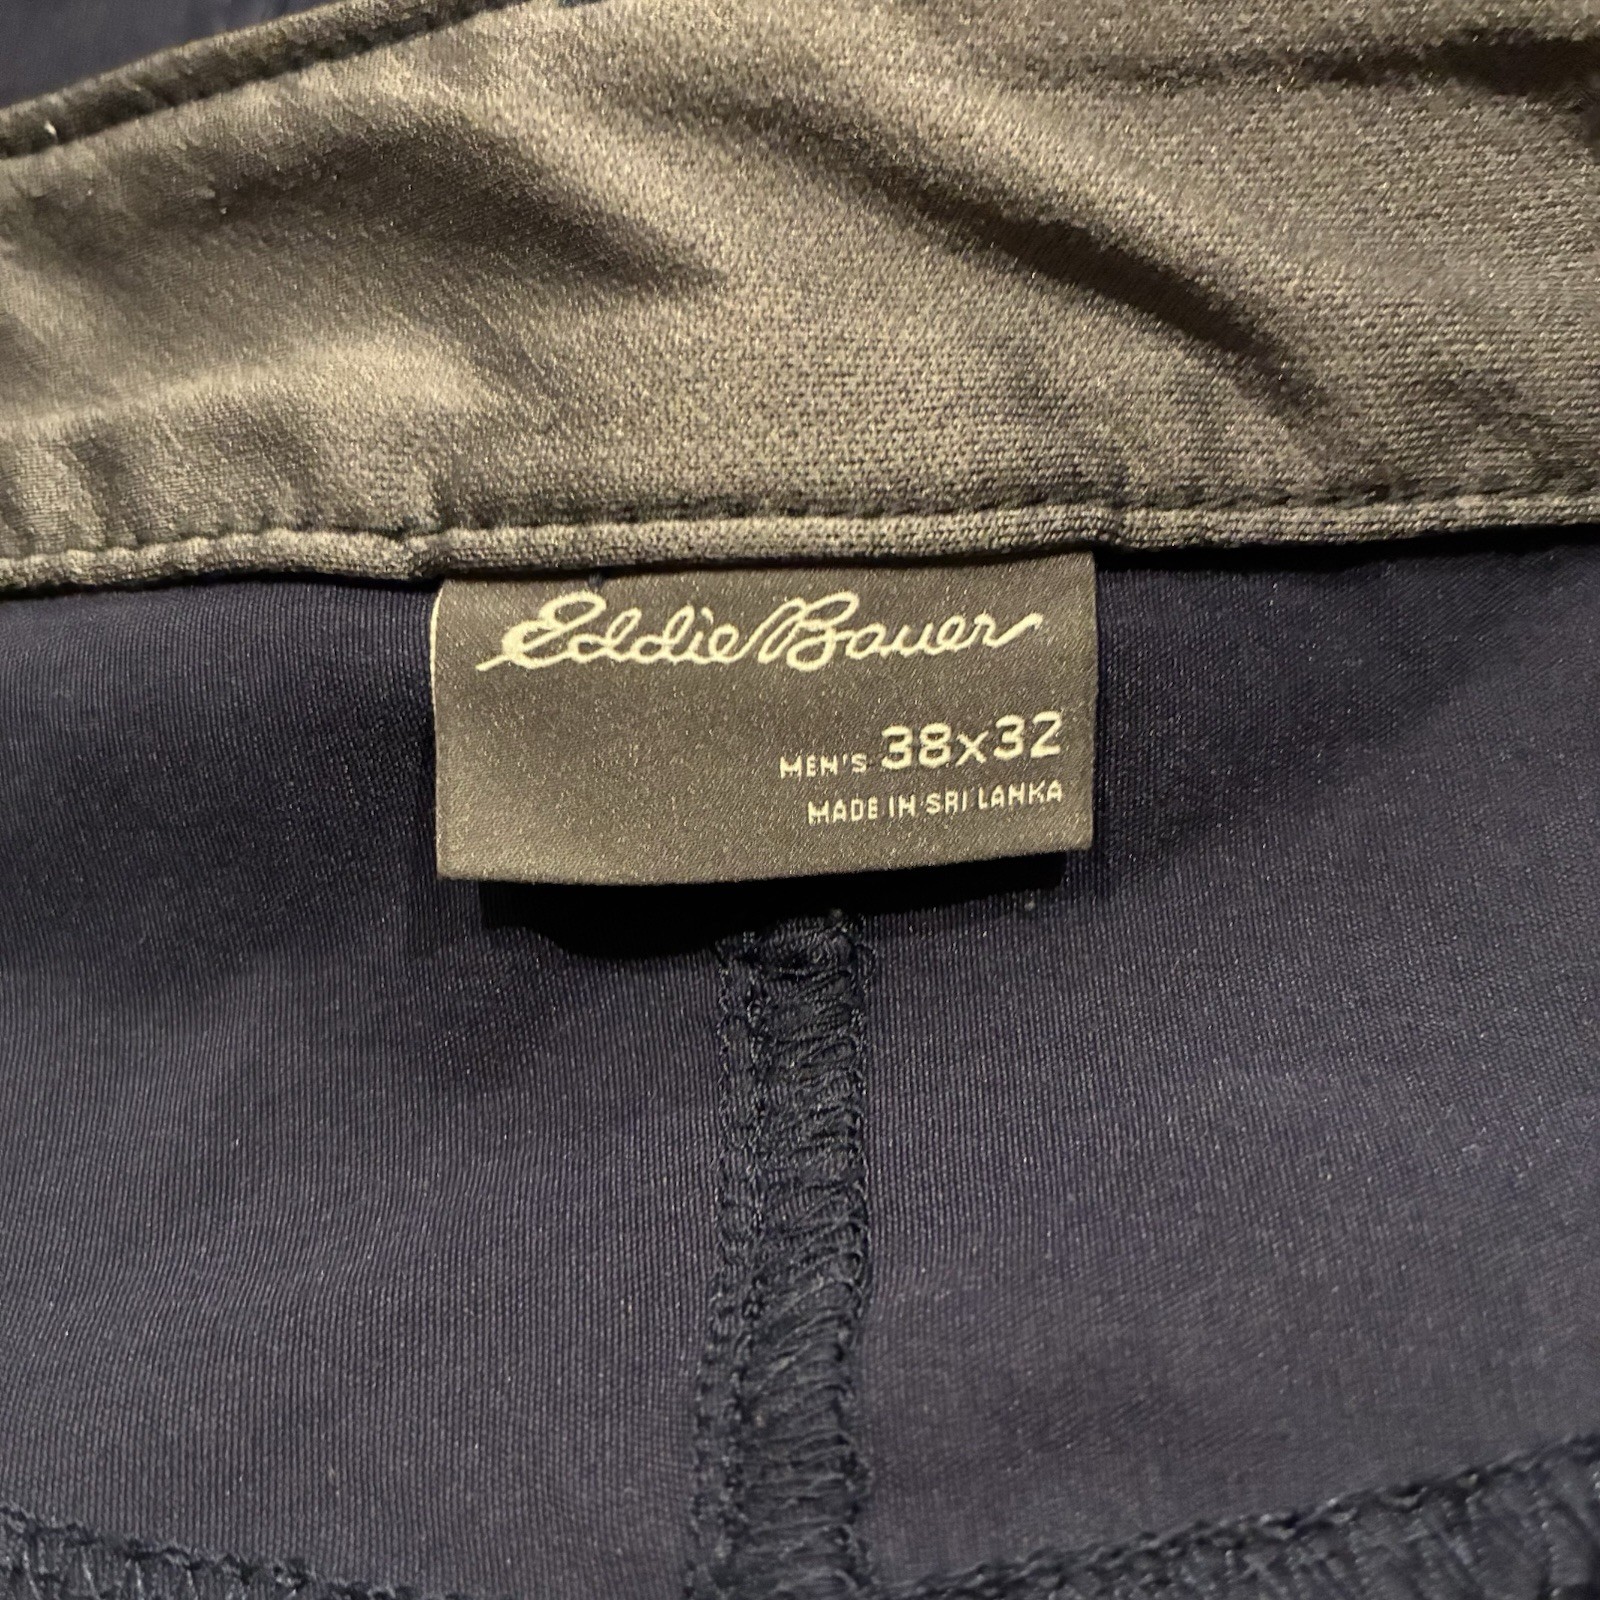 Eddie Bauer
MEN'S 38x32
MADE IN SRI LANKA